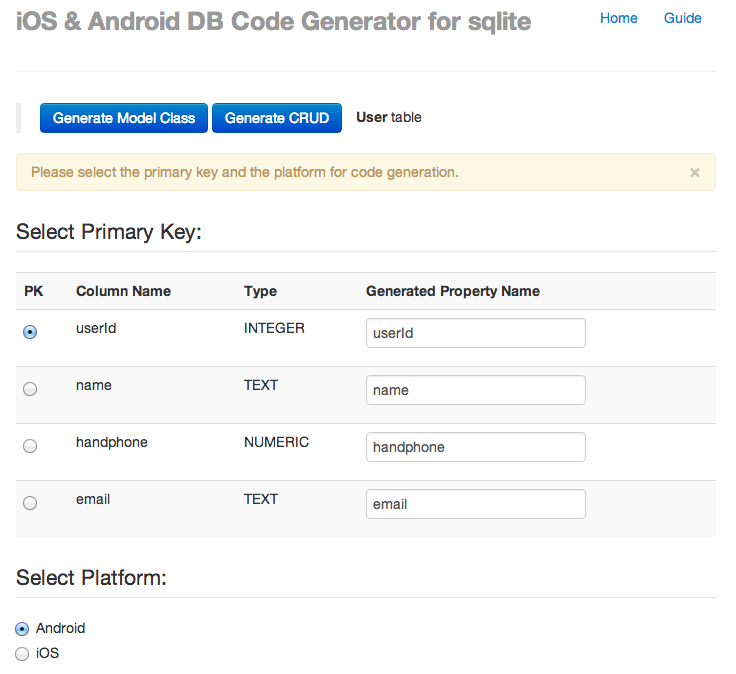 iOS & Android DB Code Generator for sqlite Home Guide
Generate Model Class Generate CRUD User table
Please select the primary key and the platform for code generation. ×
Select Primary Key:
PK Column Name Type Generated Property Name
userId INTEGER userId
name TEXT name
handphone NUMERIC handphone
email TEXT email
Select Platform:
Android
iOS